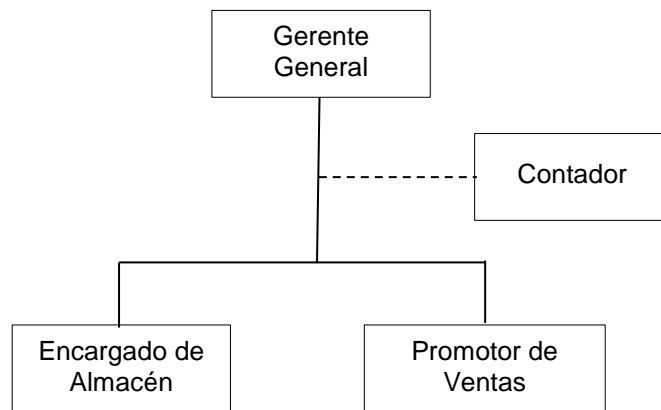 Gerente
General
Contador
Encargado de
Almacén
Promotor de
Ventas